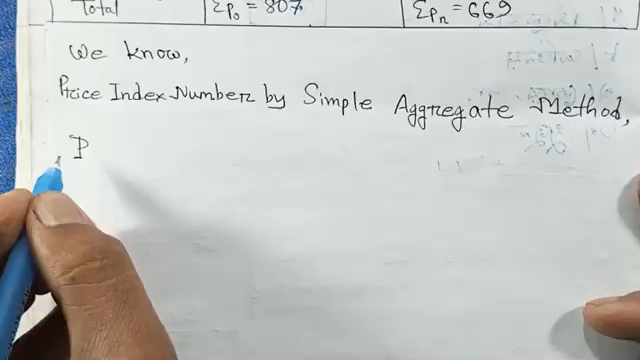 Total Σp₀ = 807 Σpₙ = 669
We know,
Price Index Number by Simple Aggregate Method,
P